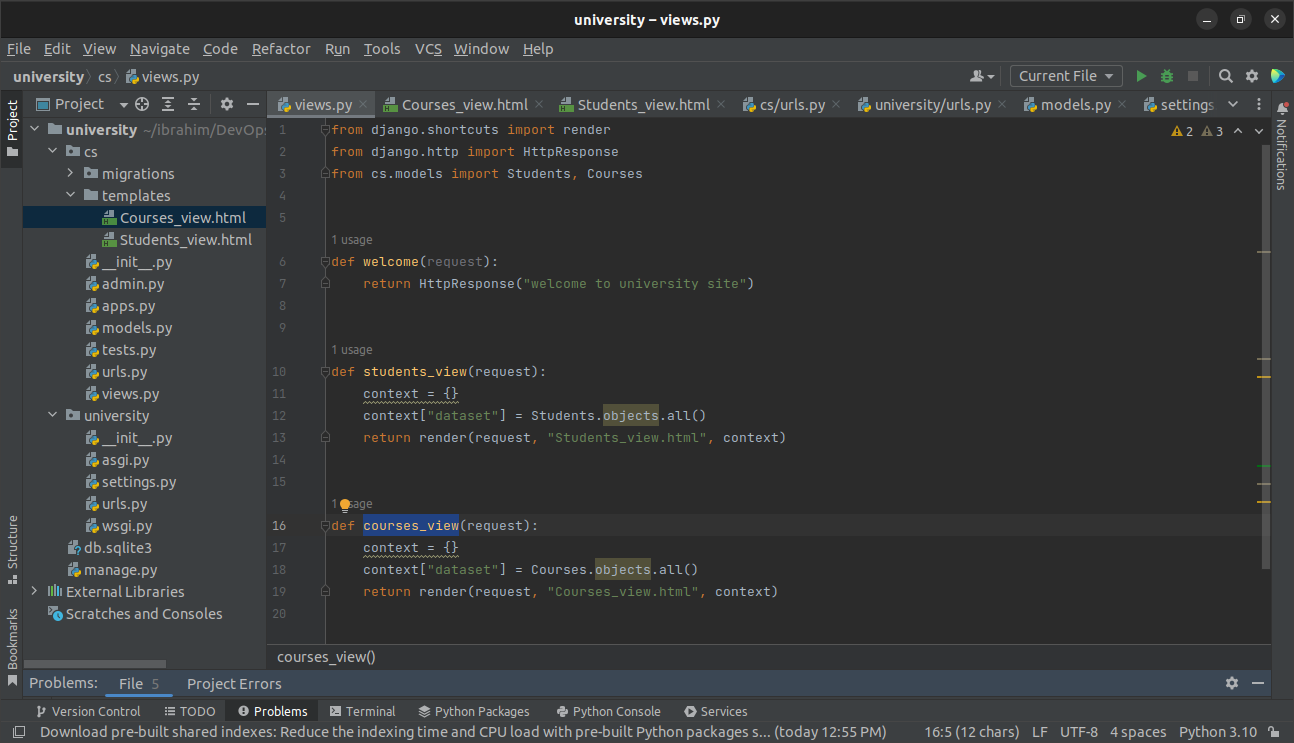 university – views.py
File Edit View Navigate Code Refactor Run Tools VCS Window Help
university cs views.py Current File
Project
Project
views.py Courses_view.html Students_view.html cs/urls.py university/urls.py models.py settings
Notifications
university ~/ibrahim/DevOps
cs
migrations
templates
Courses_view.html
Students_view.html
__init__.py
admin.py
apps.py
models.py
tests.py
urls.py
views.py
university
__init__.py
asgi.py
settings.py
urls.py
wsgi.py
db.sqlite3
manage.py
External Libraries
Scratches and Consoles
Structure
Bookmarks
2 3
1 from django.shortcuts import render
2 from django.http import HttpResponse
3 from cs.models import Students, Courses
4
5
1 usage
6 def welcome(request):
7 return HttpResponse("welcome to university site")
8
9
1 usage
10 def students_view(request):
11 context = {}
12 context["dataset"] = Students.objects.all()
13 return render(request, "Students_view.html", context)
14
15
1 usage
16 def courses_view(request):
17 context = {}
18 context["dataset"] = Courses.objects.all()
19 return render(request, "Courses_view.html", context)
20
courses_view()
Problems: File 5 Project Errors
Version Control TODO Problems Terminal Python Packages Python Console Services
Download pre-built shared indexes: Reduce the indexing time and CPU load with pre-built Python packages s... (today 12:55 PM) 16:5 (12 chars) LF UTF-8 4 spaces Python 3.10